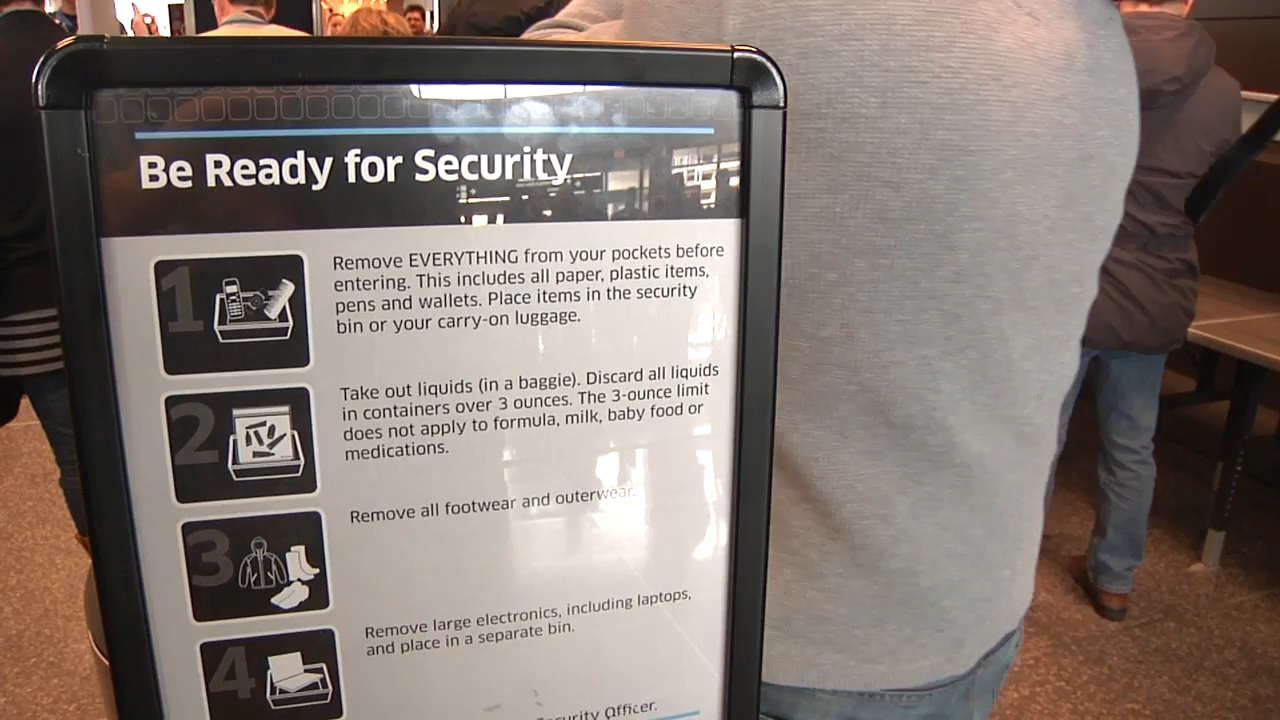 Be Ready for Security
1
Remove EVERYTHING from your pockets before
entering. This includes all paper, plastic items,
pens and wallets. Place items in the security
bin or your carry-on luggage.
2
Take out liquids (in a baggie). Discard all liquids
in containers over 3 ounces. The 3-ounce limit
does not apply to formula, milk, baby food or
medications.
3
Remove all footwear and outerwear.
4
Remove large electronics, including laptops,
and place in a separate bin.
Officer.